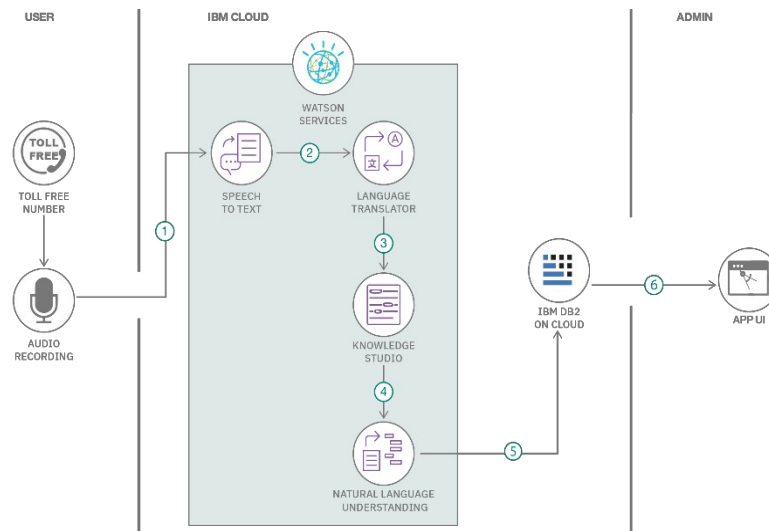 USER
IBM CLOUD
ADMIN
WATSON
SERVICES
TOLL
FREE
TOLL FREE
NUMBER
1
AUDIO
RECORDING
SPEECH
TO TEXT
2
A
文
LANGUAGE
TRANSLATOR
3
KNOWLEDGE
STUDIO
4
NATURAL LANGUAGE
UNDERSTANDING
5
IBM DB2
ON CLOUD
6
APP UI